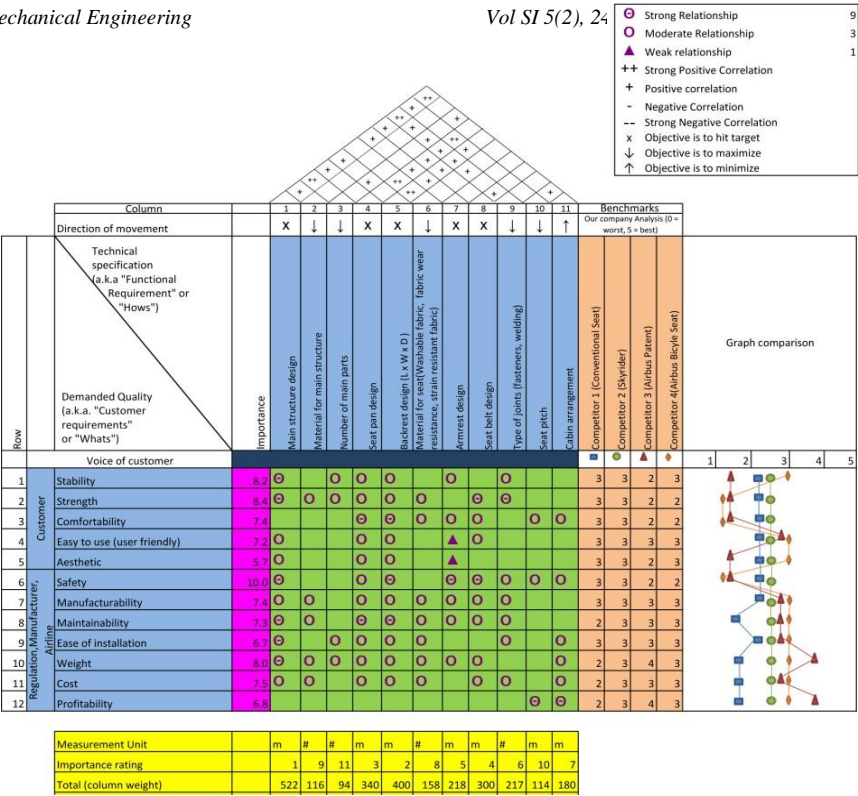 echanical Engineering Vol SI 5(2), 24
Θ Strong Relationship 9
O Moderate Relationship 3
▲ Weak relationship 1
++ Strong Positive Correlation
+ Positive correlation
- Negative Correlation
-- Strong Negative Correlation
x Objective is to hit target
↓ Objective is to maximize
↑ Objective is to minimize
Column 1 2 3 4 5 6 7 8 9 10 11 Benchmarks
Direction of movement X ↓ ↓ X X ↓ X X ↓ ↓ ↑
Our company Analysis (0 =
worst, 5 = best)
Technical
specification
(a.k.a "Functional
Requirement" or
"Hows")
Demanded Quality
(a.k.a. "Customer
requirements"
or "Whats")
Row
Importance
Main structure design
Material for main structure
Number of main parts
Seat pan design
Backrest design (L x W x D )
Material for seat(Washable fabric, fabric wear
resistance, strain resistant fabric)
Armrest design
Seat belt design
Type of joints (fasteners, welding)
Seat pitch
Cabin arrangement
Competitor 1 (Conventional Seat)
Competitor 2 (Skyrider)
Competitor 3 (Airbus Patent)
Competitor 4(Airbus Bicyle Seat)
Graph comparison
Voice of customer 1 2 3 4 5
Customer
Regulation,Manufacturer,
Airline
1 Stability 8.2 Θ O O O O O 3 3 2 3
2 Strength 8.4 Θ O O O O O Θ Θ 3 3 2 2
3 Comfortability 7.4 Θ Θ O O O O O 3 3 2 2
4 Easy to use (user friendly) 7.2 O O O ▲ O 3 3 3 3
5 Aesthetic 5.7 O O O ▲ 3 3 2 3
6 Safety 10.0 Θ O Θ Θ Θ O O O 3 3 2 2
7 Manufacturability 7.4 O O O O O O O O 3 3 3 3
8 Maintainability 7.3 Θ O Θ O O O O O 2 3 3 3
9 Ease of installation 6.7 Θ O O O O O O 3 3 3 3
10 Weight 8.0 Θ O O O O O O O O 2 3 4 3
11 Cost 7.5 O O O O O O O O 2 3 3 3
12 Profitability 6.8 Θ Θ 2 3 4 3
Measurement Unit m # # m m # m m m m m
Importance rating 1 9 11 3 2 8 5 4 6 10 7
Total (column weight) 522 116 94 340 400 158 218 300 217 114 180